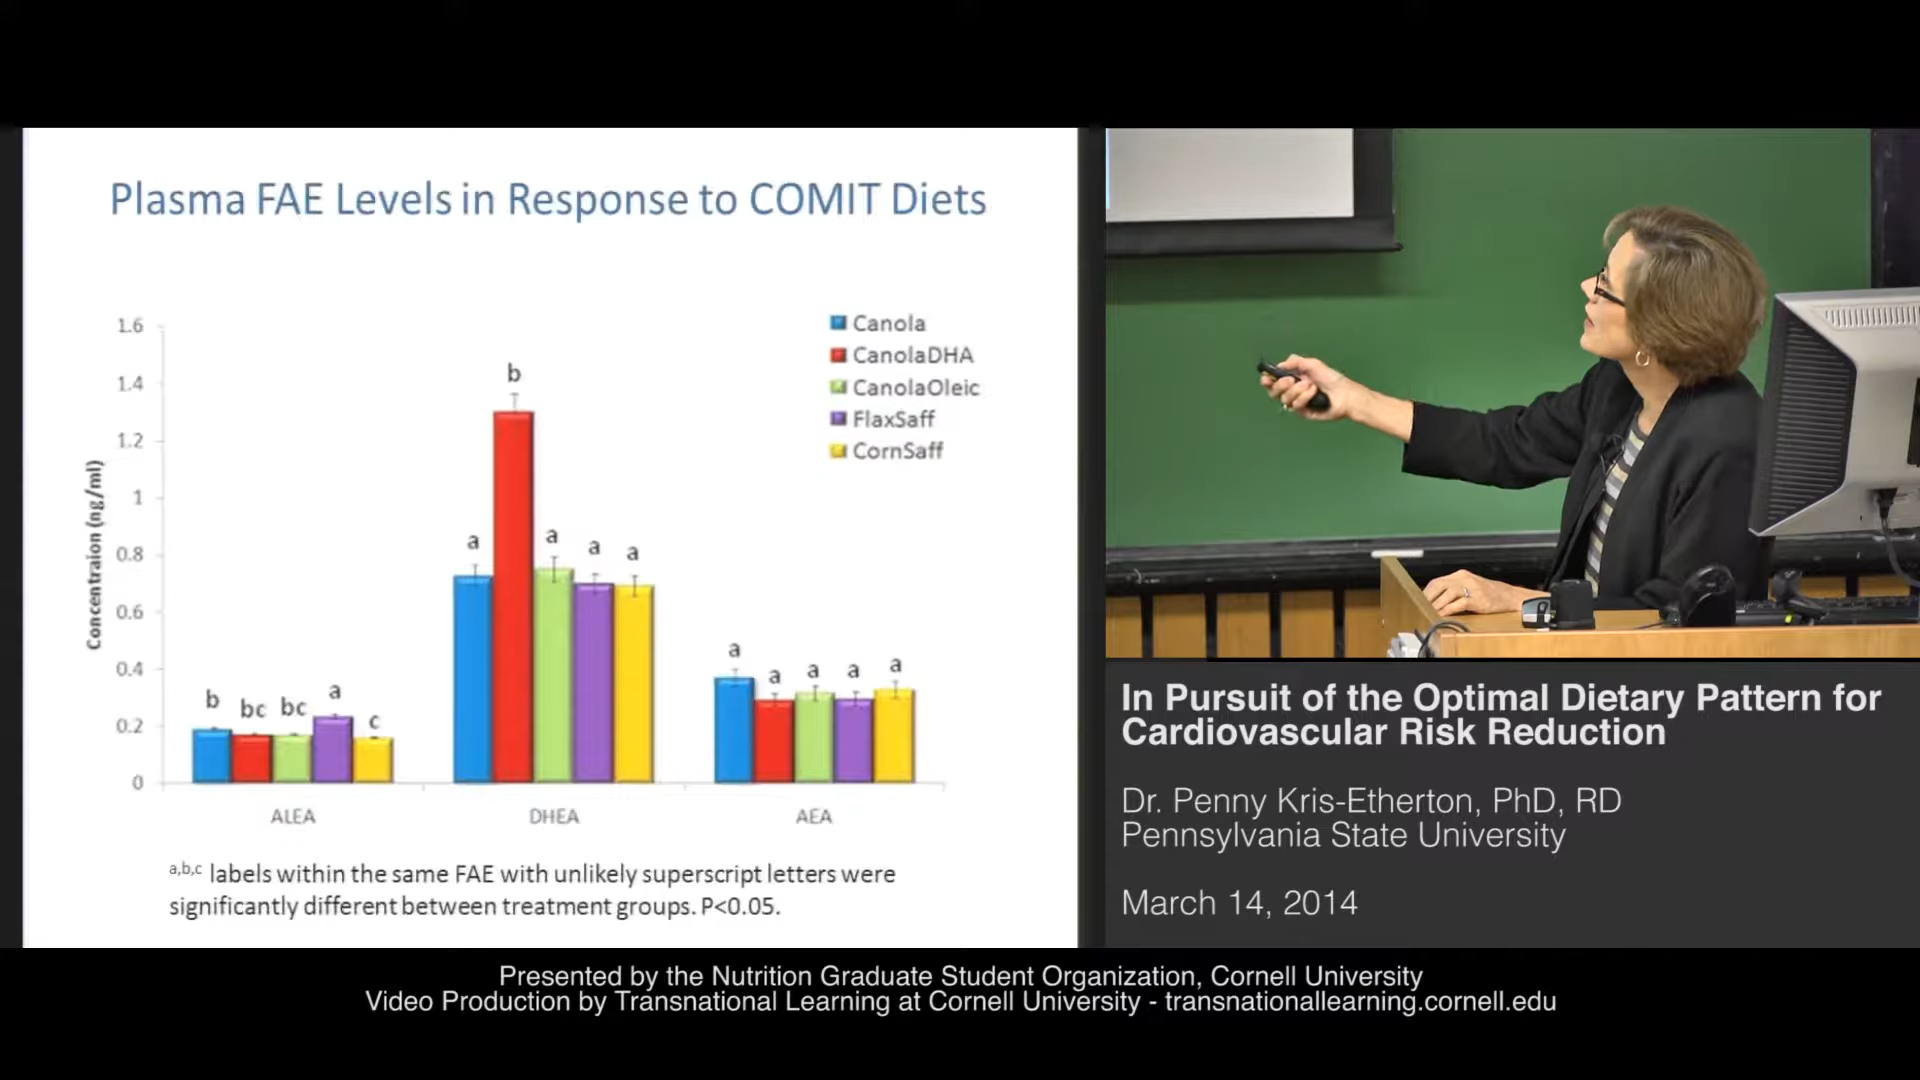 Plasma FAE Levels in Response to COMIT Diets
Canola
CanolaDHA
CanolaOleic
FlaxSaff
CornSaff
Concentraion (ng/ml)
1.6
1.4
1.2
1
0.8
0.6
0.4
0.2
0
b
bc
bc
a
c
a
b
a
a
a
a
a
a
a
a
ALEA
DHEA
AEA
a,b,c labels within the same FAE with unlikely superscript letters were
significantly different between treatment groups. P<0.05.
In Pursuit of the Optimal Dietary Pattern for
Cardiovascular Risk Reduction
Dr. Penny Kris-Etherton, PhD, RD
Pennsylvania State University
March 14, 2014
Presented by the Nutrition Graduate Student Organization, Cornell University
Video Production by Transnational Learning at Cornell University - transnationallearning.cornell.edu